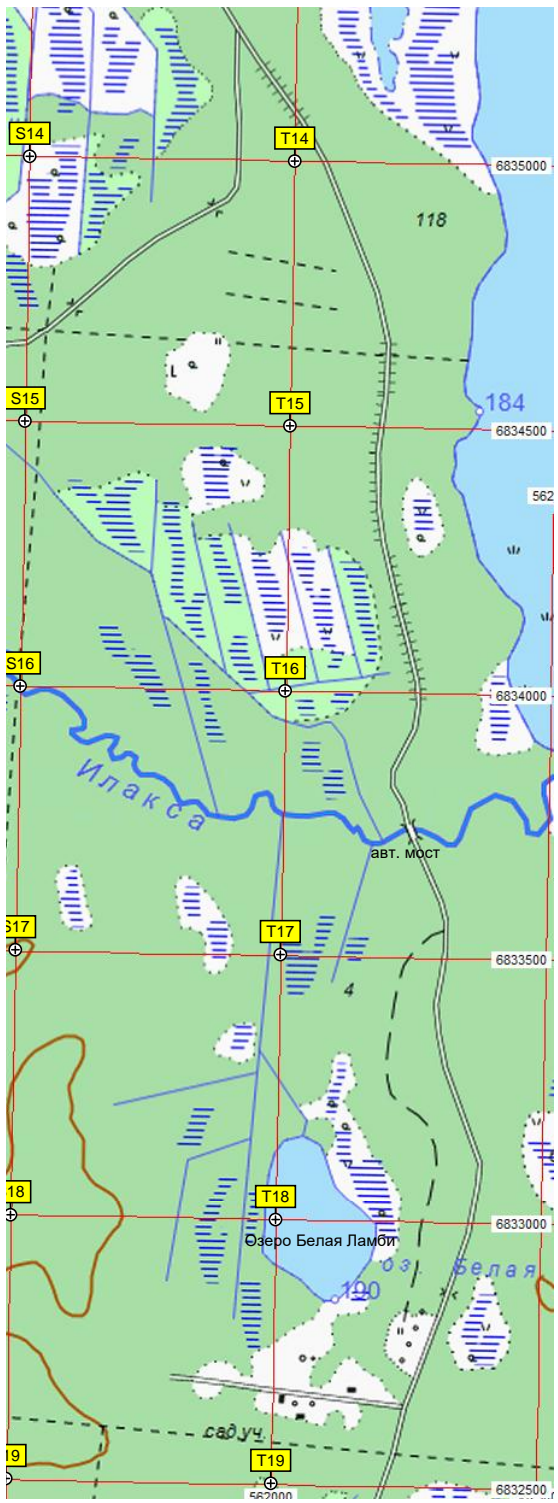 S14
T14
6835000
118
S15
T15
184
6834500
562
S16
T16
6834000
Илакса
авт. мост
S17
T17
6833500
4
18
T18
6833000
Озеро Белая Ламби
оз. Белая
190
сад.уч.
19
T19
562000
6832500